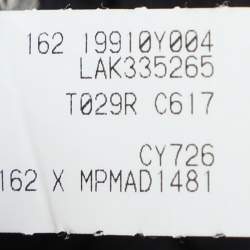 162 I9910Y004
LAK335265
T029R C617
CY726
162 X MPMAD1481